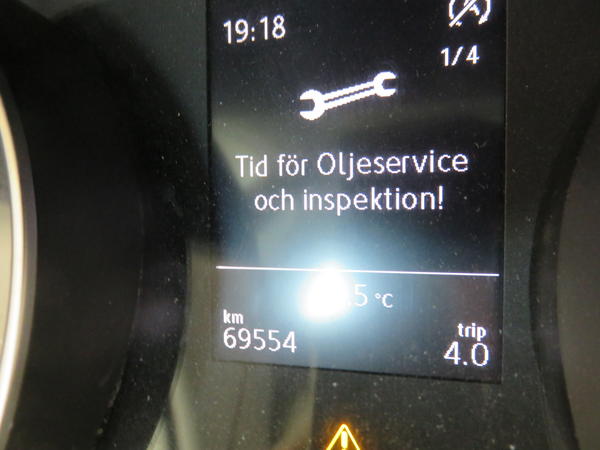 19:18
1/4
Tid för Oljeservice
och inspektion!
°C
km
trip
69554
4.0